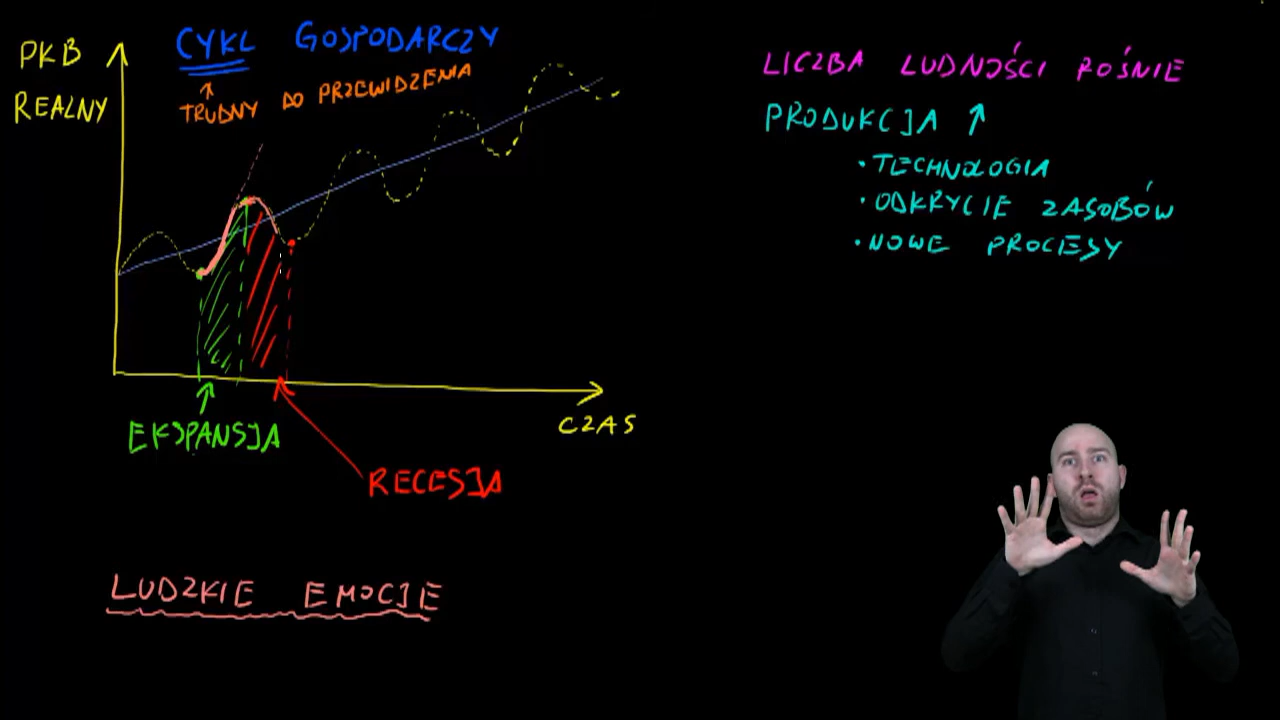 PKB
REALNY
CYKL GOSPODARCZY
TRUDNY DO PRZEWIDZENIA
CZAS
EKSPANSJA
RECESJA
LUDZKIE EMOCJE
LICZBA LUDNOŚCI ROŚNIE
PRODUKCJA ↑
• TECHNOLOGIA
• ODKRYCIE ZASOBÓW
• NOWE PROCESY